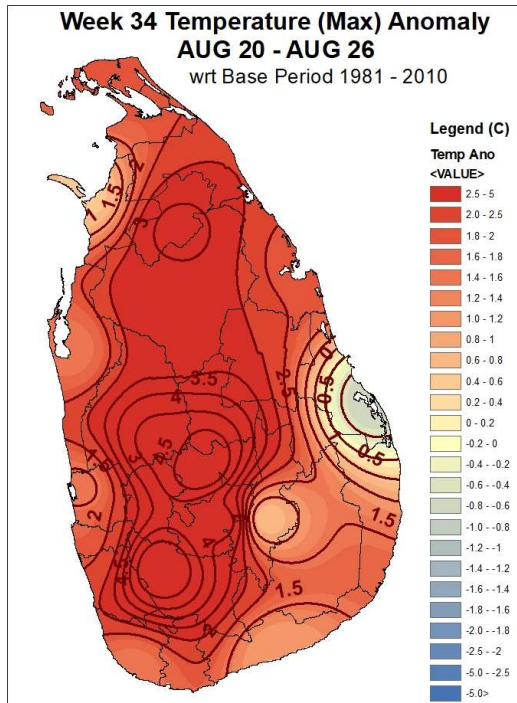 Week 34 Temperature (Max) Anomaly
AUG 20 - AUG 26
wrt Base Period 1981 - 2010
Legend (C)
Temp Ano
<VALUE>
2.5 - 5
2.0 - 2.5
1.8 - 2
1.6 - 1.8
1.4 - 1.6
1.2 - 1.4
1.0 - 1.2
0.8 - 1
0.6 - 0.8
0.4 - 0.6
0.2 - 0.4
0 - 0.2
-0.2 - 0
-0.4 - -0.2
-0.6 - -0.4
-0.8 - -0.6
-1.0 - -0.8
-1.2 - -1
-1.4 - -1.2
-1.6 - -1.4
-1.8 - -1.6
-2.0 - -1.8
-2.5 - -2
-5.0 - -2.5
-5.0>
2
1.5
1
3
3.5
4
2.5
0
0.5
3
0.5
2
1.5
4
4.5
1.5
2